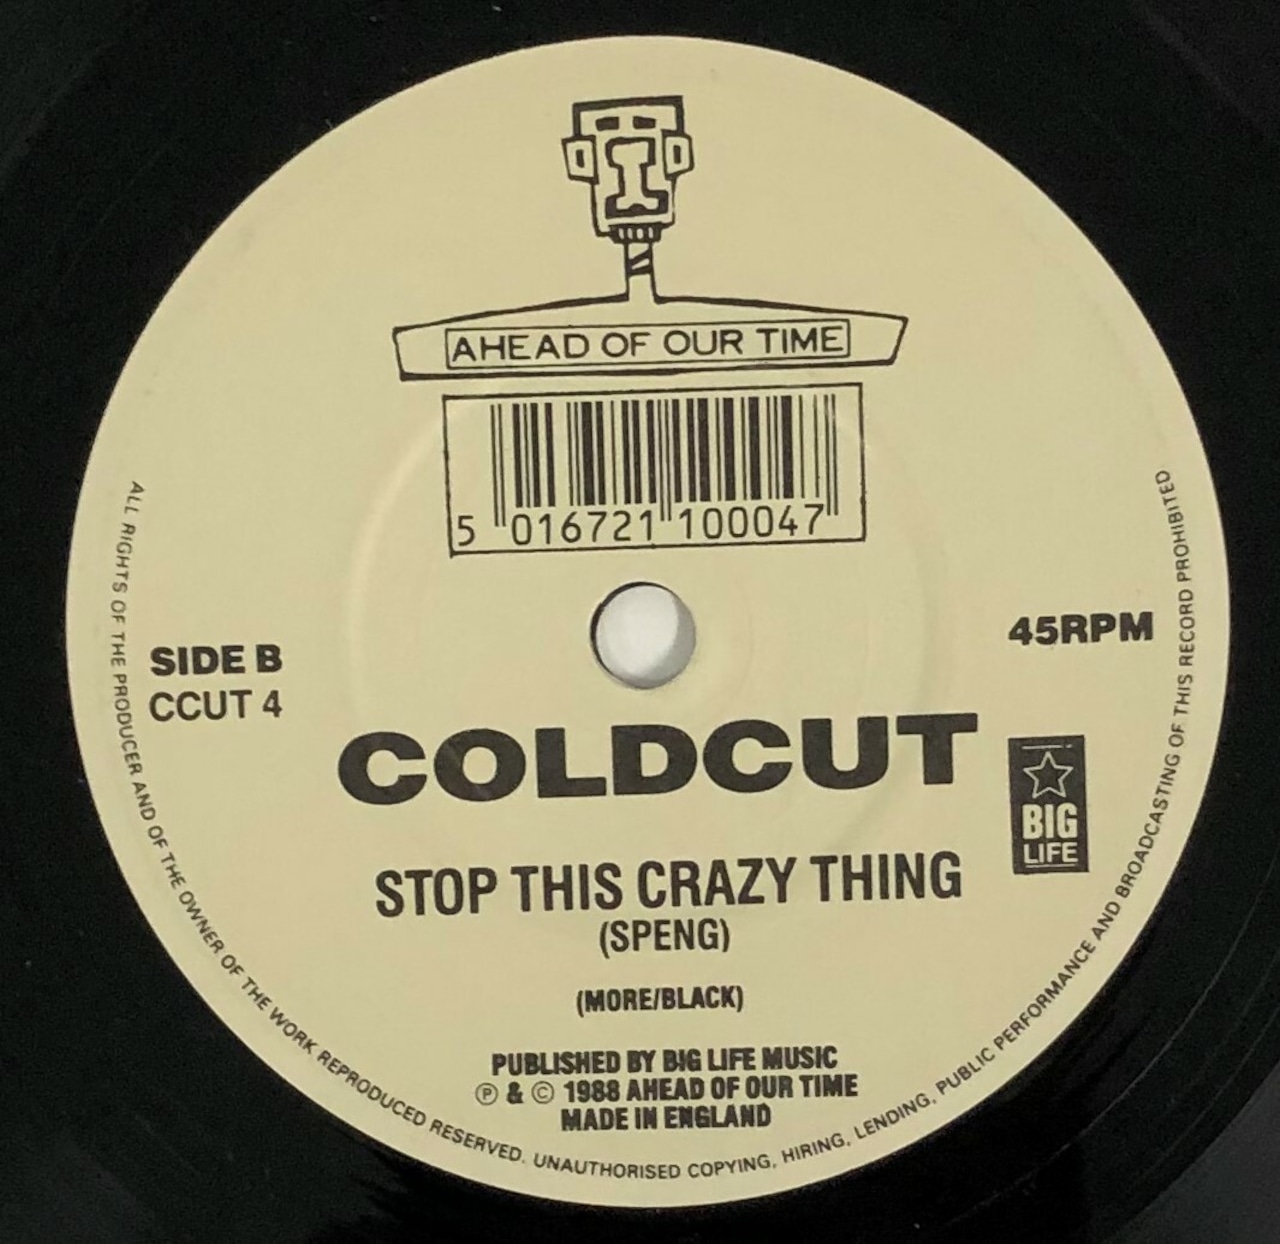 AHEAD OF OUR TIME
5 016721 100047
45RPM
SIDE B
CCUT 4
COLDCUT
BIG
LIFE
STOP THIS CRAZY THING
(SPENG)
(MORE/BLACK)
PUBLISHED BY BIG LIFE MUSIC
Ⓟ & © 1988 AHEAD OF OUR TIME
MADE IN ENGLAND
ALL RIGHTS OF THE PRODUCER AND OF THE OWNER OF THE WORK REPRODUCED RESERVED. UNAUTHORISED COPYING, HIRING, LENDING, PUBLIC PERFORMANCE AND BROADCASTING OF THIS RECORD PROHIBITED